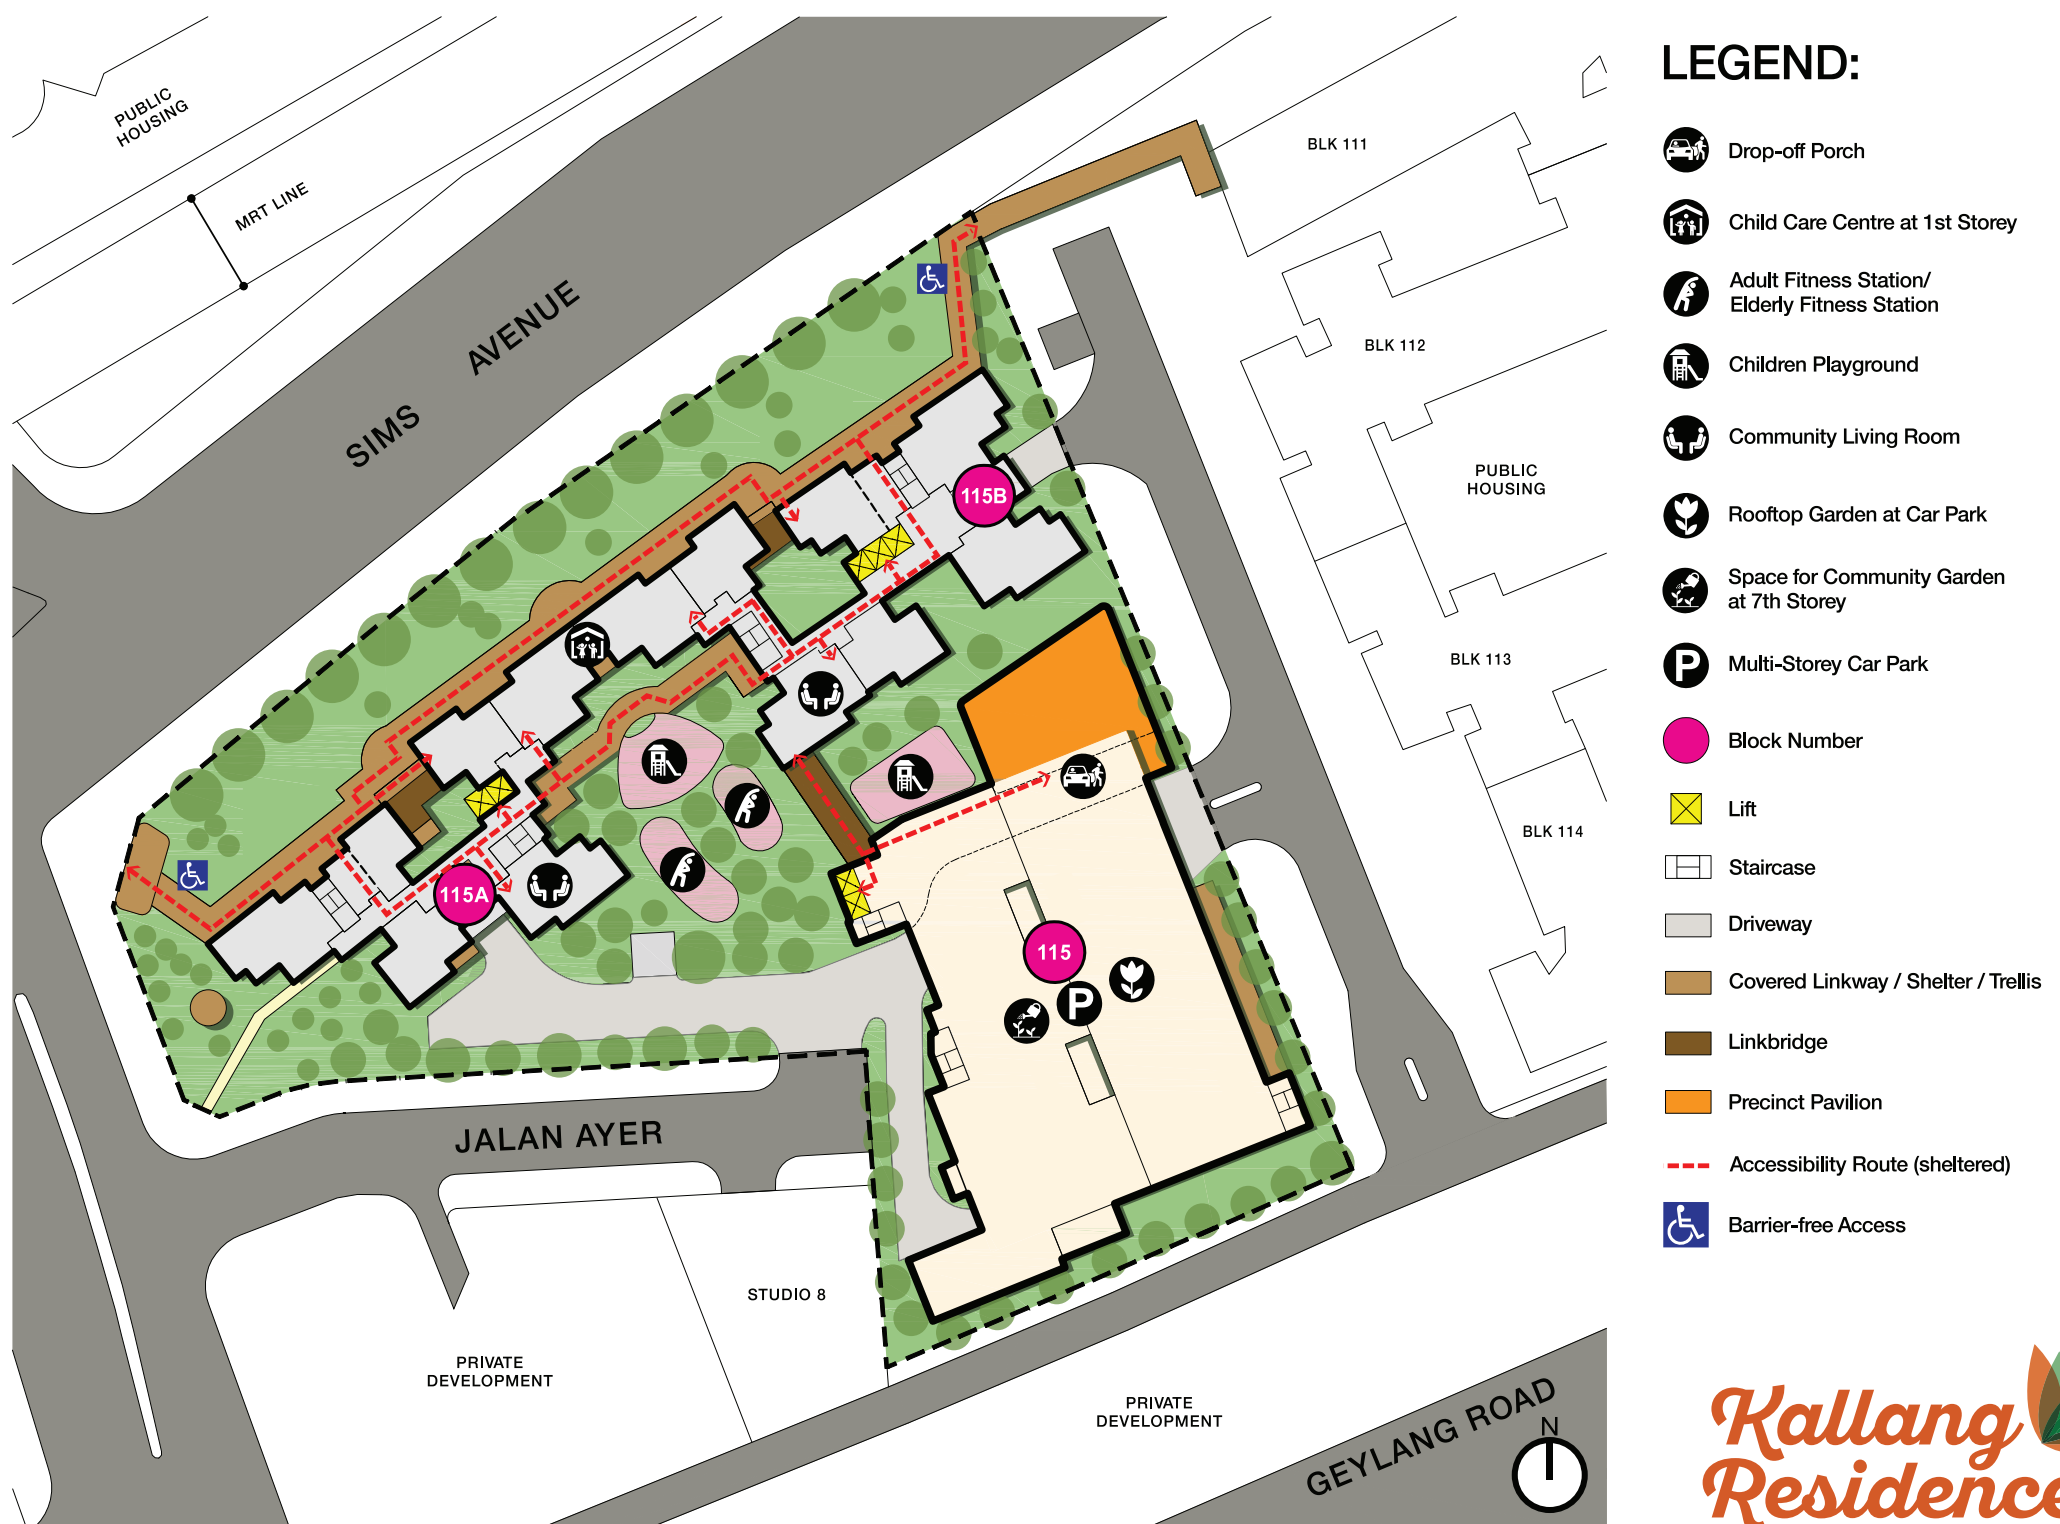 LEGEND:
Drop-off Porch
Child Care Centre at 1st Storey
Adult Fitness Station/
Elderly Fitness Station
Children Playground
Community Living Room
Rooftop Garden at Car Park
Space for Community Garden
at 7th Storey
P
Multi-Storey Car Park
Block Number
Lift
Staircase
Driveway
Covered Linkway / Shelter / Trellis
Linkbridge
Precinct Pavilion
Accessibility Route (sheltered)
Barrier-free Access
PUBLIC
HOUSING
MRT LINE
SIMS AVENUE
BLK 111
BLK 112
PUBLIC
HOUSING
BLK 113
BLK 114
115B
115A
115
P
JALAN AYER
STUDIO 8
PRIVATE
DEVELOPMENT
PRIVATE
DEVELOPMENT
GEYLANG ROAD
N
Kallang
Residence